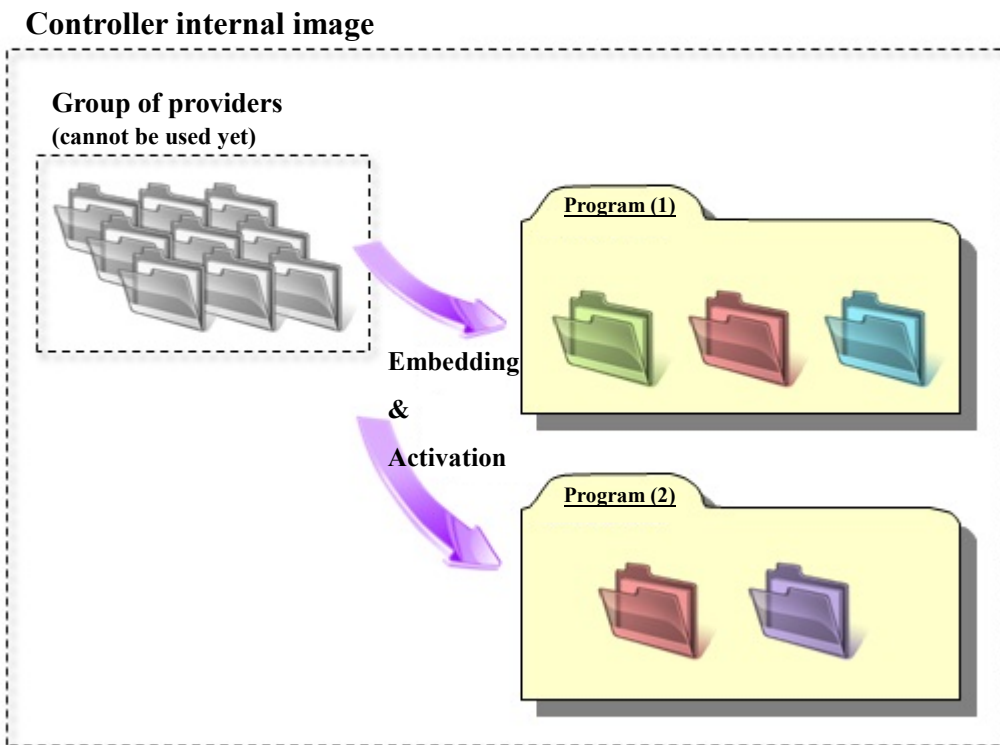 Controller internal image
Group of providers
(cannot be used yet)
Program (1)
Embedding
&
Activation
Program (2)